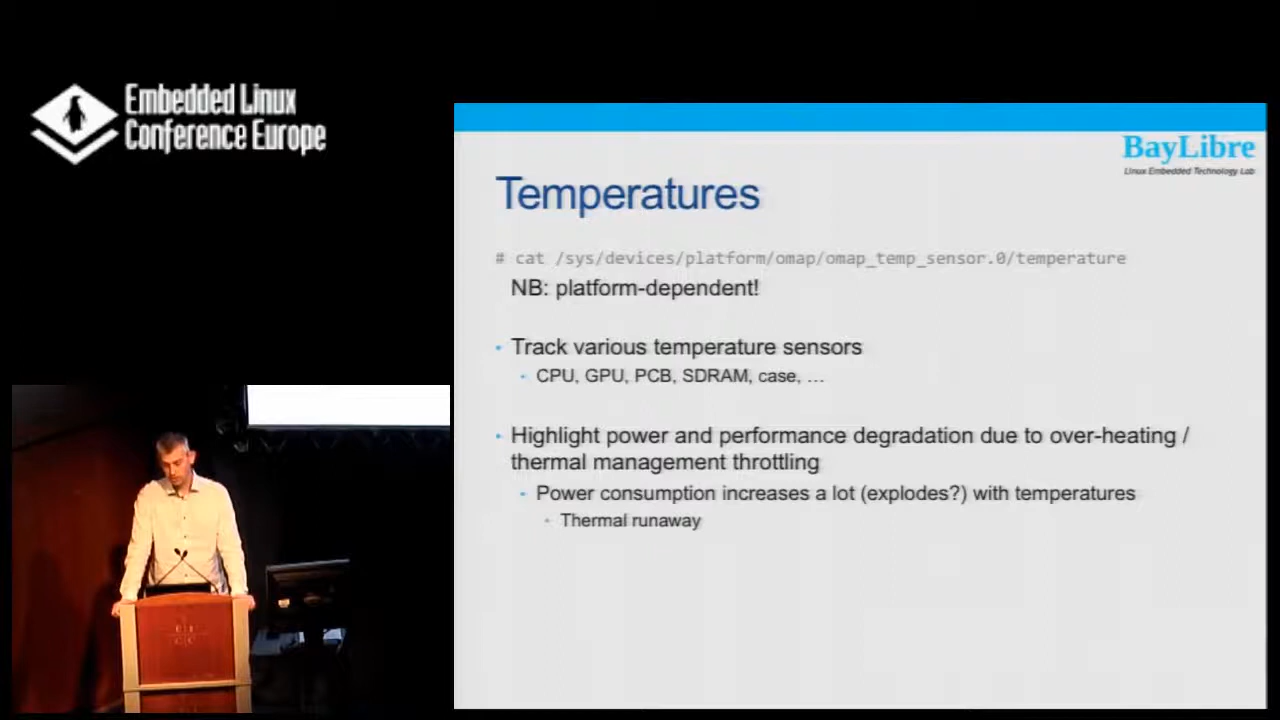 Embedded Linux
Conference Europe
BayLibre
Linux Embedded Technology Lab
Temperatures
# cat /sys/devices/platform/omap/omap_temp_sensor.0/temperature
NB: platform-dependent!
• Track various temperature sensors
• CPU, GPU, PCB, SDRAM, case, …
• Highlight power and performance degradation due to over-heating /
thermal management throttling
• Power consumption increases a lot (explodes?) with temperatures
• Thermal runaway